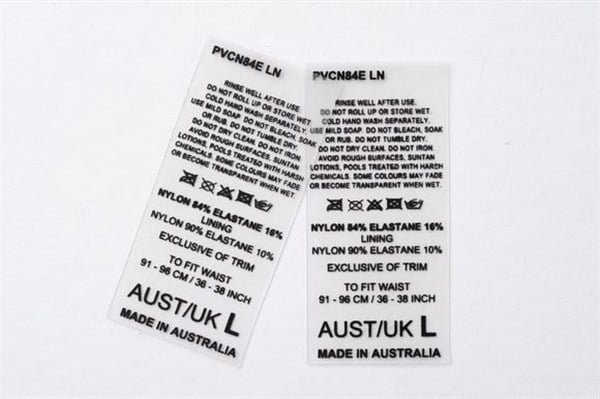 PVCN84E LN
RINSE WELL AFTER USE.
DO NOT ROLL UP OR STORE WET.
COLD HAND WASH SEPARATELY.
USE MILD SOAP. DO NOT BLEACH, SOAK
OR RUB. DO NOT TUMBLE DRY.
DO NOT DRY CLEAN. DO NOT IRON.
AVOID ROUGH SURFACES, SUNTAN
LOTIONS, POOLS TREATED WITH HARSH
CHEMICALS. SOME COLOURS MAY FADE
OR BECOME TRANSPARENT WHEN WET.
NYLON 84% ELASTANE 16%
LINING
NYLON 90% ELASTANE 10%
EXCLUSIVE OF TRIM
TO FIT WAIST
91 - 96 CM / 36 - 38 INCH
AUST/UK L
MADE IN AUSTRALIA
PVCN84E LN
RINSE WELL AFTER USE.
DO NOT ROLL UP OR STORE WET.
COLD HAND WASH SEPARATELY.
USE MILD SOAP. DO NOT BLEACH, SOAK
OR RUB. DO NOT TUMBLE DRY.
DO NOT DRY CLEAN. DO NOT IRON.
AVOID ROUGH SURFACES, SUNTAN
LOTIONS, POOLS TREATED WITH HARSH
CHEMICALS. SOME COLOURS MAY FADE
OR BECOME TRANSPARENT WHEN WET.
NYLON 84% ELASTANE 16%
LINING
NYLON 90% ELASTANE 10%
EXCLUSIVE OF TRIM
TO FIT WAIST
91 - 96 CM / 36 - 38 INCH
AUST/UK L
MADE IN AUSTRALIA